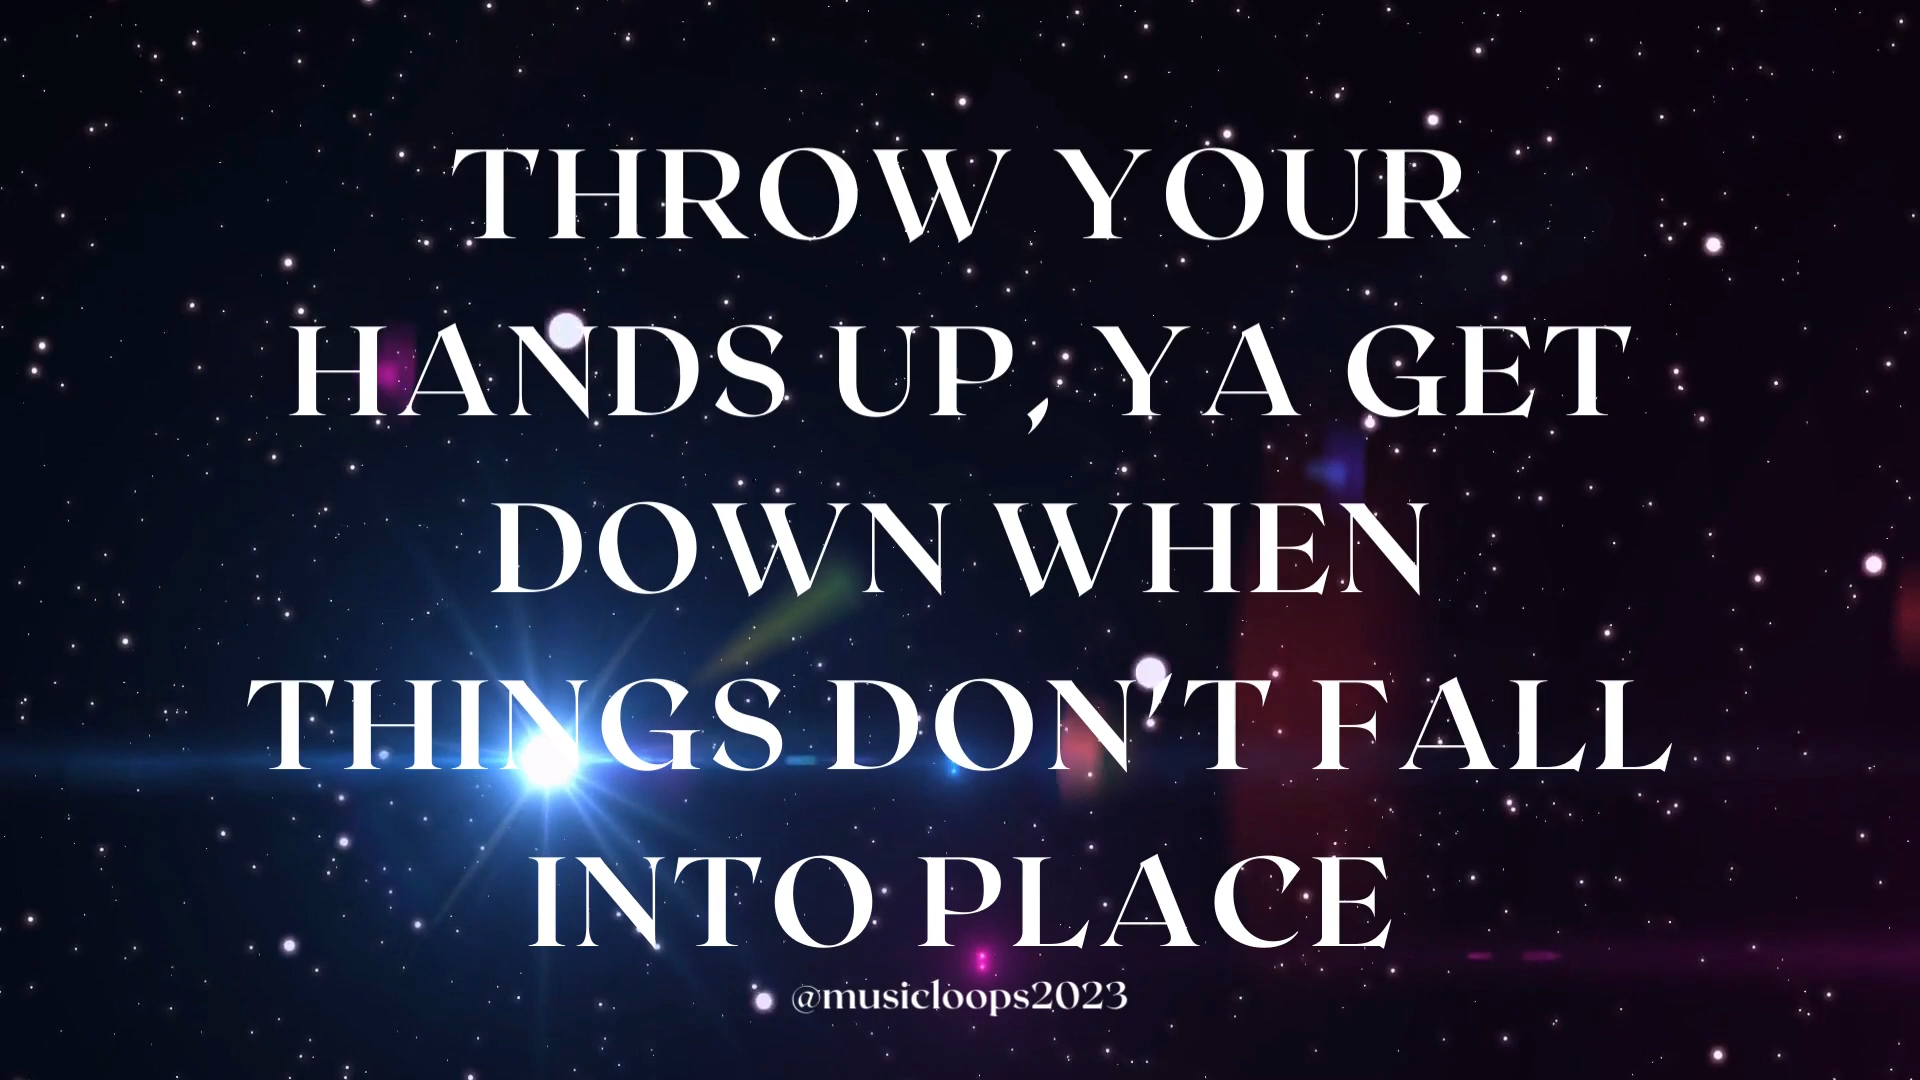 THROW YOUR
HANDS UP, YA GET
DOWN WHEN
THINGS DON'T FALL
INTO PLACE
@musicloops2023